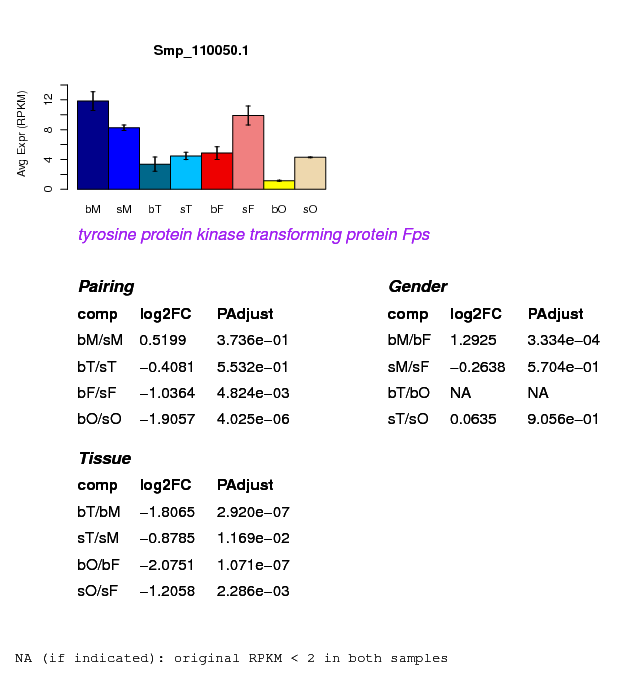 Smp_110050.1
Avg Expr (RPKM)
0 4 8 12
bM sM bT sT bF sF bO sO
tyrosine protein kinase transforming protein Fps
Pairing
comp log2FC PAdjust
bM/sM 0.5199 3.736e−01
bT/sT −0.4081 5.532e−01
bF/sF −1.0364 4.824e−03
bO/sO −1.9057 4.025e−06
Gender
comp log2FC PAdjust
bM/bF 1.2925 3.334e−04
sM/sF −0.2638 5.704e−01
bT/bO NA NA
sT/sO 0.0635 9.056e−01
Tissue
comp log2FC PAdjust
bT/bM −1.8065 2.920e−07
sT/sM −0.8785 1.169e−02
bO/bF −2.0751 1.071e−07
sO/sF −1.2058 2.286e−03
NA (if indicated): original RPKM < 2 in both samples